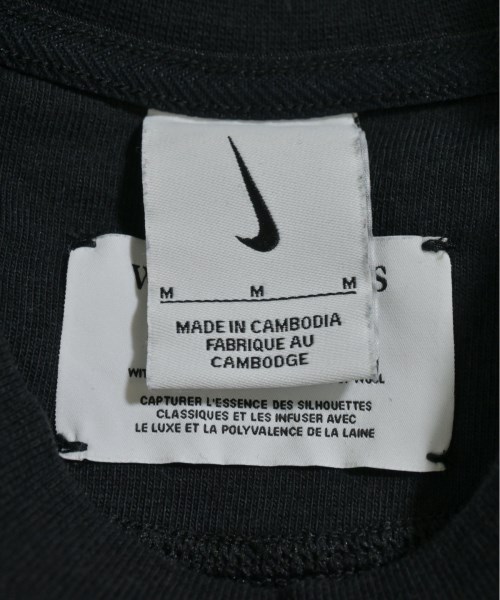 M M M
MADE IN CAMBODIA
FABRIQUE AU
CAMBODGE
CAPTURER L'ESSENCE DES SILHOUETTES
CLASSIQUES ET LES INFUSER AVEC
LE LUXE ET LA POLYVALENCE DE LA LAINE